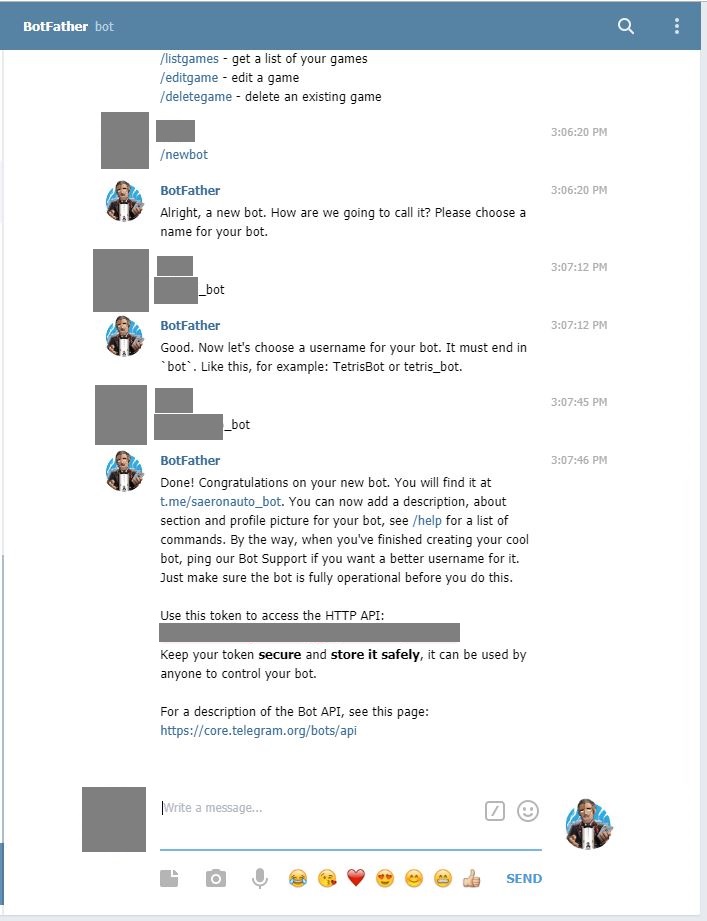 BotFather bot
/listgames - get a list of your games
/editgame - edit a game
/deletegame - delete an existing game
3:06:20 PM
/newbot
BotFather 3:06:20 PM
Alright, a new bot. How are we going to call it? Please choose a
name for your bot.
3:07:12 PM
_bot
BotFather 3:07:12 PM
Good. Now let's choose a username for your bot. It must end in
`bot`. Like this, for example: TetrisBot or tetris_bot.
3:07:45 PM
_bot
BotFather 3:07:46 PM
Done! Congratulations on your new bot. You will find it at
t.me/saeronauto_bot. You can now add a description, about
section and profile picture for your bot, see /help for a list of
commands. By the way, when you've finished creating your cool
bot, ping our Bot Support if you want a better username for it.
Just make sure the bot is fully operational before you do this.
Use this token to access the HTTP API:
Keep your token secure and store it safely, it can be used by
anyone to control your bot.
For a description of the Bot API, see this page:
https://core.telegram.org/bots/api
Write a message...
SEND